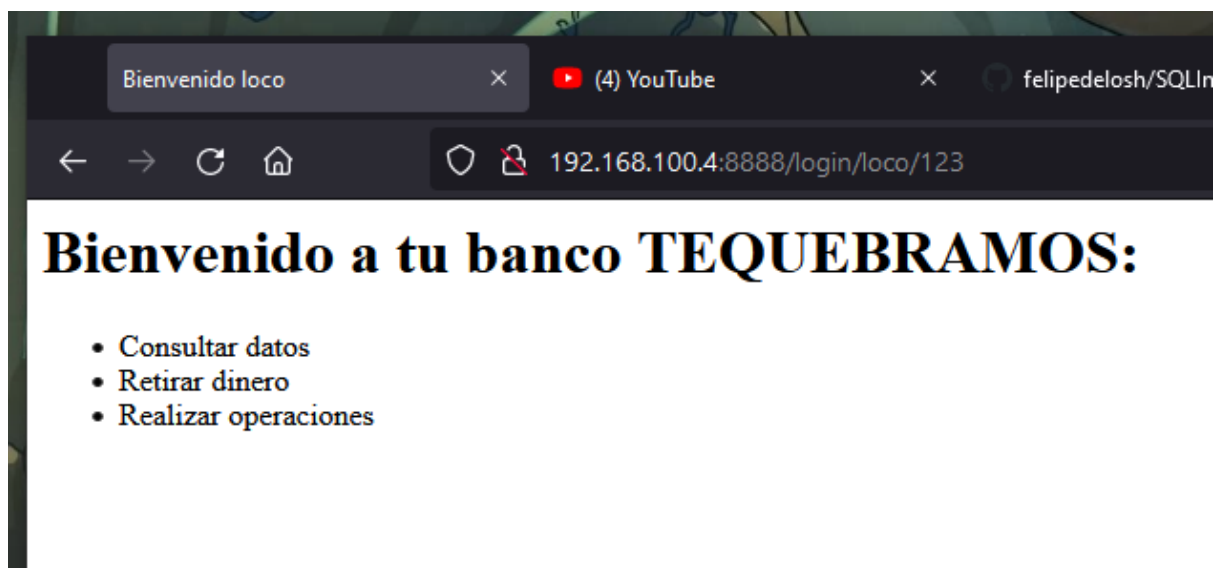 Bienvenido loco
(4) YouTube
felipedelosh/SQLIn
192.168.100.4:8888/login/loco/123
Bienvenido a tu banco TEQUEBRAMOS:
Consultar datos
Retirar dinero
Realizar operaciones